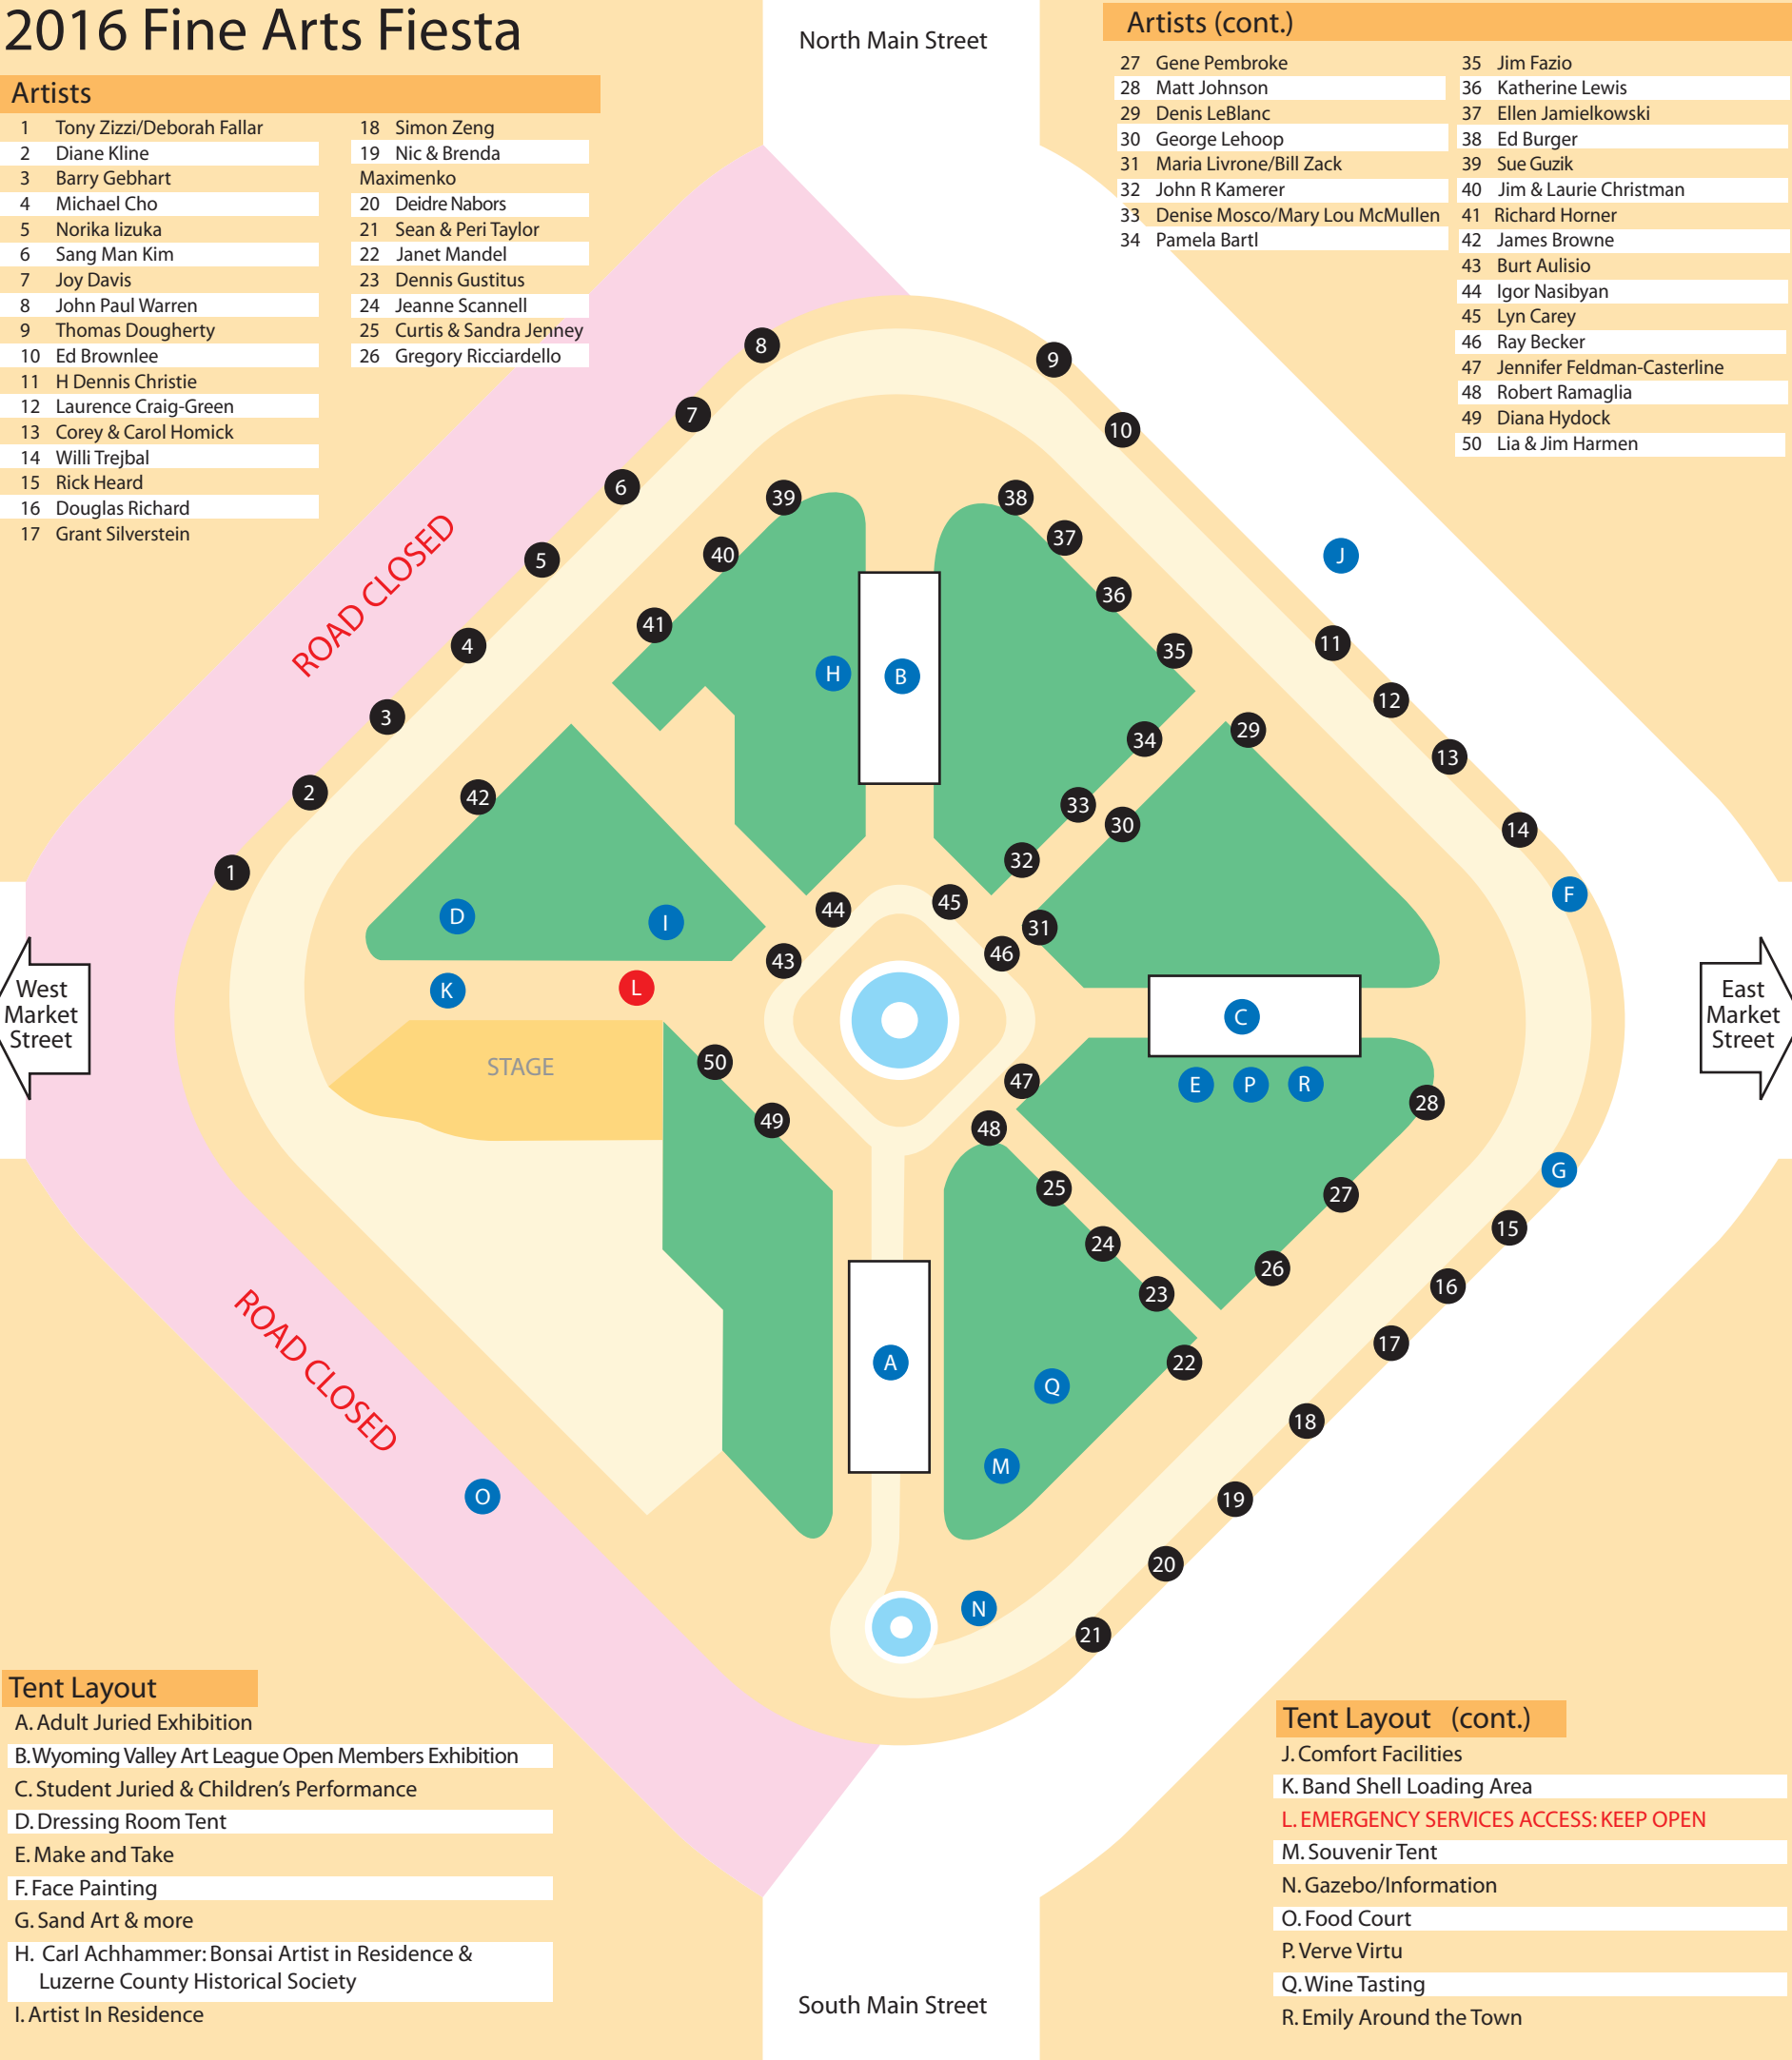 2016 Fine Arts Fiesta
Artists
1 Tony Zizzi/Deborah Fallar
2 Diane Kline
3 Barry Gebhart
4 Michael Cho
5 Norika Iizuka
6 Sang Man Kim
7 Joy Davis
8 John Paul Warren
9 Thomas Dougherty
10 Ed Brownlee
11 H Dennis Christie
12 Laurence Craig-Green
13 Corey & Carol Homick
14 Willi Trejbal
15 Rick Heard
16 Douglas Richard
17 Grant Silverstein
18 Simon Zeng
19 Nic & Brenda
Maximenko
20 Deidre Nabors
21 Sean & Peri Taylor
22 Janet Mandel
23 Dennis Gustitus
24 Jeanne Scannell
25 Curtis & Sandra Jenney
26 Gregory Ricciardello
North Main Street
Artists (cont.)
27 Gene Pembroke
28 Matt Johnson
29 Denis LeBlanc
30 George Lehoop
31 Maria Livrone/Bill Zack
32 John R Kamerer
33 Denise Mosco/Mary Lou McMullen
34 Pamela Bartl
35 Jim Fazio
36 Katherine Lewis
37 Ellen Jamielkowski
38 Ed Burger
39 Sue Guzik
40 Jim & Laurie Christman
41 Richard Horner
42 James Browne
43 Burt Aulisio
44 Igor Nasibyan
45 Lyn Carey
46 Ray Becker
47 Jennifer Feldman-Casterline
48 Robert Ramaglia
49 Diana Hydock
50 Lia & Jim Harmen
8
9
7
10
6
39
38
37
5
40
J
ROAD CLOSED
36
41
11
4
35
H
B
12
3
29
34
13
2
42
33
30
14
32
1
F
45
44
D
I
31
46
43
L
K
West
Market
Street
C
East
Market
Street
STAGE
50
47
E
P
R
28
49
48
G
25
27
15
24
26
16
23
ROAD CLOSED
17
A
22
Q
18
M
O
19
20
N
21
Tent Layout
A. Adult Juried Exhibition
B. Wyoming Valley Art League Open Members Exhibition
C. Student Juried & Children's Performance
D. Dressing Room Tent
E. Make and Take
F. Face Painting
G. Sand Art & more
H. Carl Achhammer: Bonsai Artist in Residence &
Luzerne County Historical Society
I. Artist In Residence
South Main Street
Tent Layout (cont.)
J. Comfort Facilities
K. Band Shell Loading Area
L. EMERGENCY SERVICES ACCESS: KEEP OPEN
M. Souvenir Tent
N. Gazebo/Information
O. Food Court
P. Verve Virtu
Q. Wine Tasting
R. Emily Around the Town